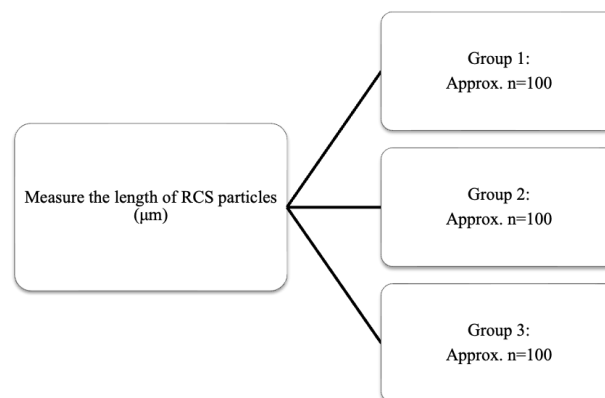 Measure the length of RCS particles
(μm)
Group 1:
Approx. n=100
Group 2:
Approx. n=100
Group 3:
Approx. n=100